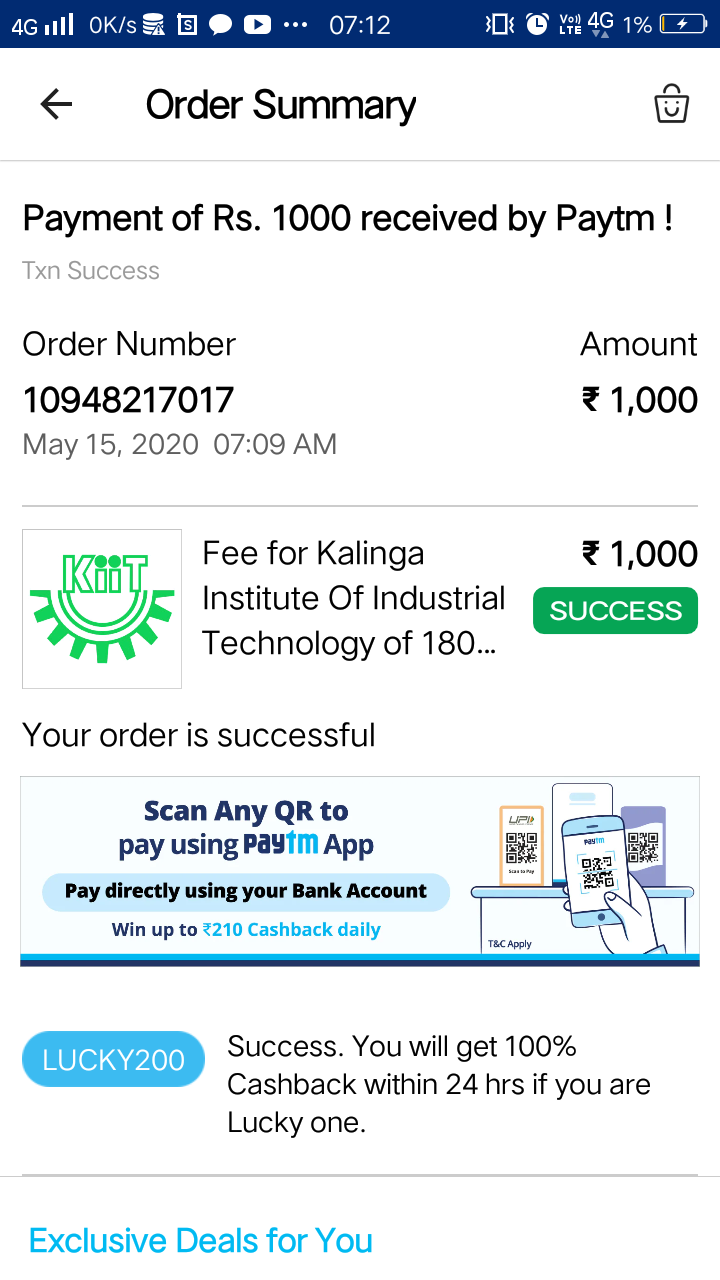 4G 0K/s S 07:12 Vo)) LTE 4G 1%
Order Summary
Payment of Rs. 1000 received by Paytm !
Txn Success
Order Number Amount
10948217017 ₹ 1,000
May 15, 2020 07:09 AM
KiiT
Fee for Kalinga ₹ 1,000
Institute Of Industrial SUCCESS
Technology of 180...
Your order is successful
Scan Any QR to
pay using paytm App
Pay directly using your Bank Account
Win up to ₹210 Cashback daily
UPI
Scan to Pay
paytm
T&C Apply
LUCKY200
Success. You will get 100%
Cashback within 24 hrs if you are
Lucky one.
Exclusive Deals for You